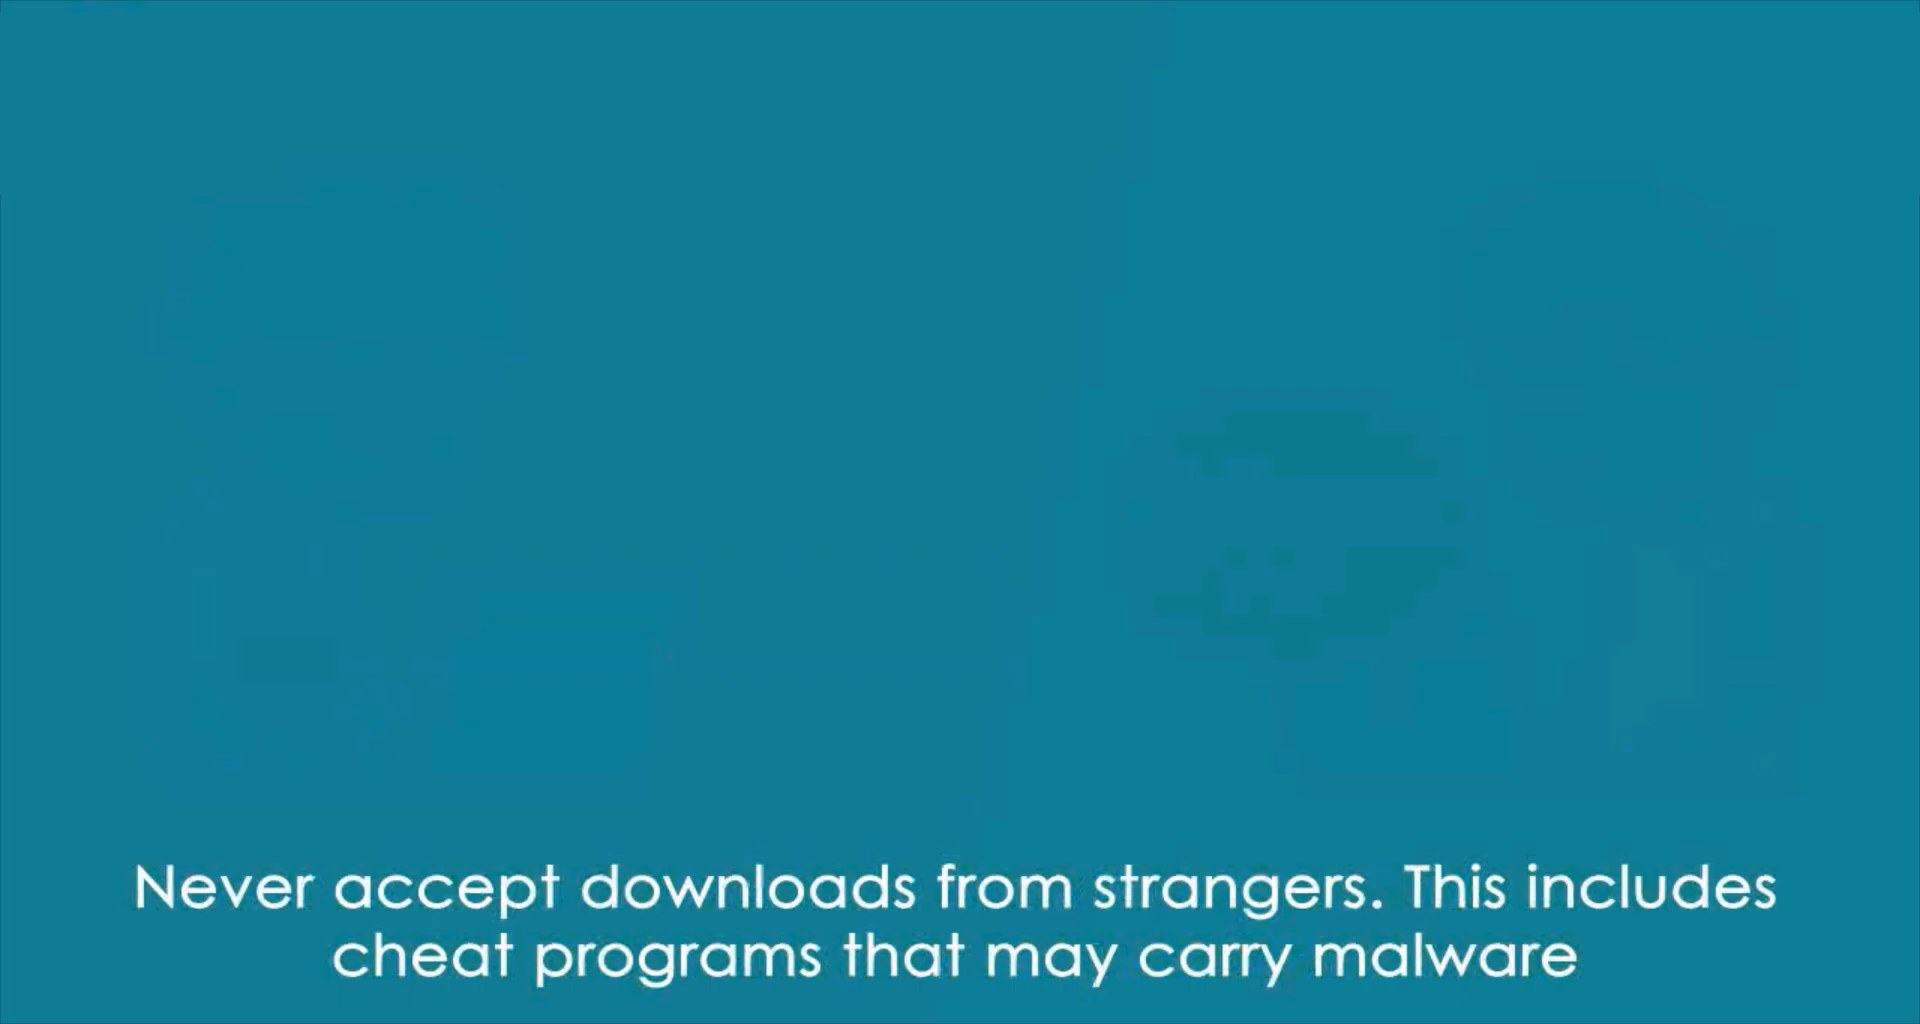 Never accept downloads from strangers. This includes
cheat programs that may carry malware